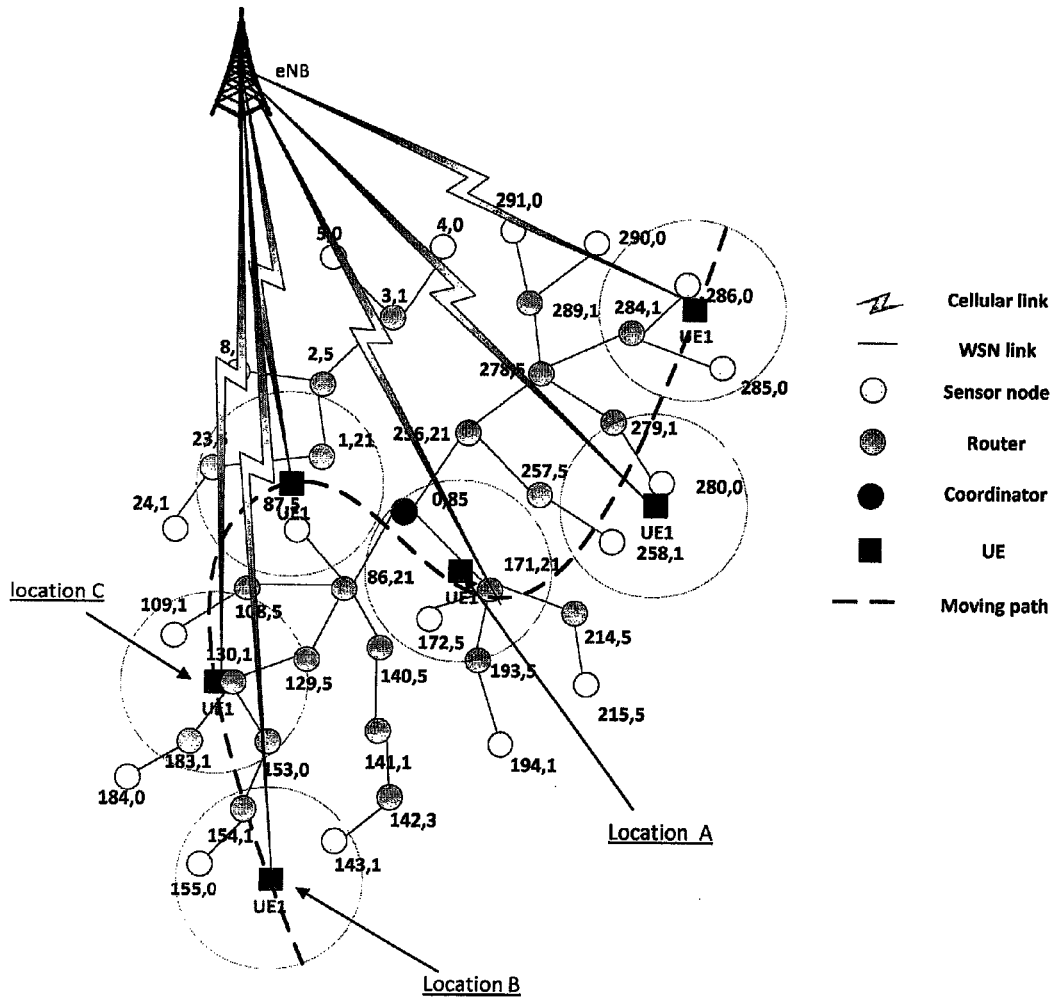 eNB
291,0
4,0
290,0
5,0
286,0
3,1
289,1
284,1
Cellular link
UE1
8,
2,5
278,5
WSN link
285,0
Sensor node
23,5
1,21
256,21
279,1
Router
257,5
280,0
24,1
87,5
UE1
0,85
UE1
258,1
Coordinator
171,21
UE
location C
86,21
109,1
108,5
UE1
172,5
214,5
Moving path
130,1
129,5
140,5
193,5
UE1
215,5
183,1
153,0
141,1
194,1
184,0
142,3
154,1
143,1
Location A
155,0
UE1
Location B